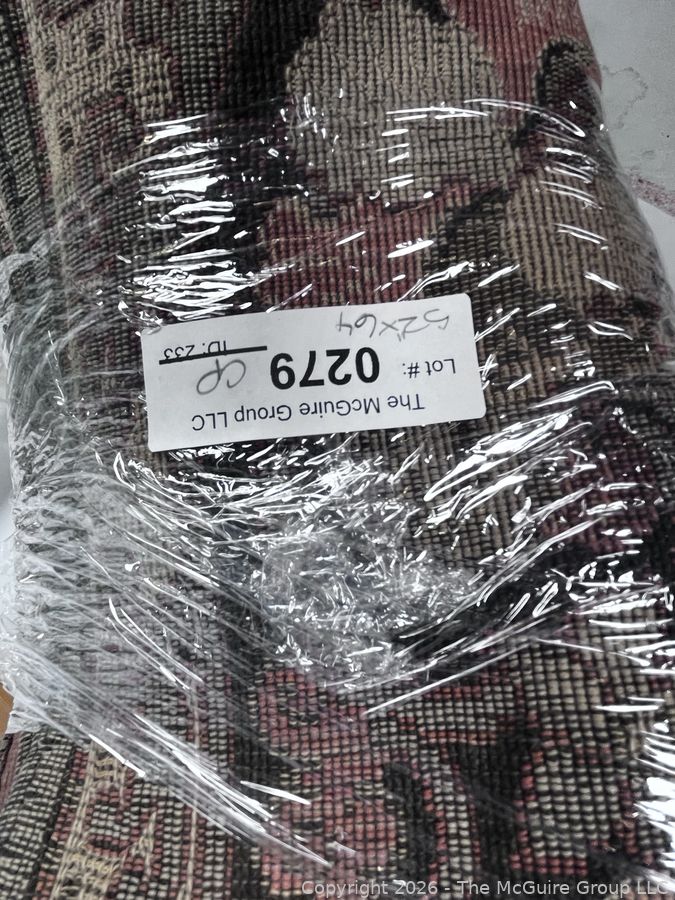 The McGuire Group LLC
Lot #: 0279 CP
52x64 ID: 233
Copyright 2026 - The McGuire Group LLC